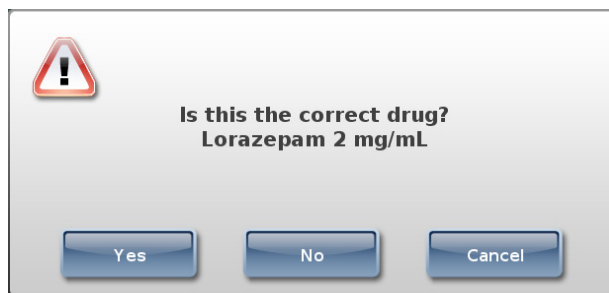 Is this the correct drug?
Lorazepam 2 mg/mL
Yes No Cancel